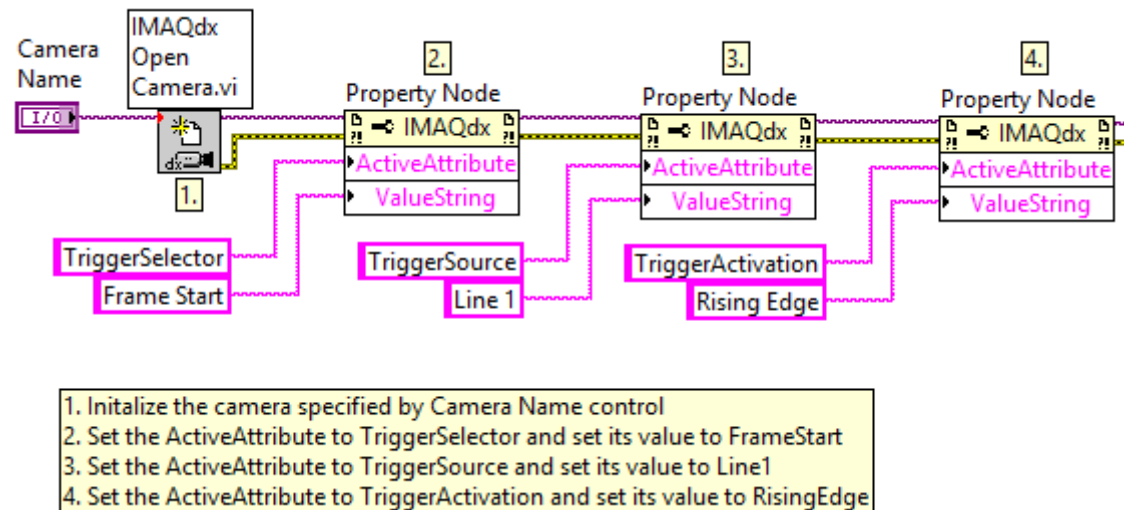 IMAQdx
Open
Camera.vi
Camera
Name
I/O
dx
1.
2.
Property Node
?!
IMAQdx
?!
ActiveAttribute
ValueString
TriggerSelector
Frame Start
3.
Property Node
?!
IMAQdx
?!
ActiveAttribute
ValueString
TriggerSource
Line 1
4.
Property Node
?!
IMAQdx
?!
ActiveAttribute
ValueString
TriggerActivation
Rising Edge
1. Initalize the camera specified by Camera Name control
2. Set the ActiveAttribute to TriggerSelector and set its value to FrameStart
3. Set the ActiveAttribute to TriggerSource and set its value to Line1
4. Set the ActiveAttribute to TriggerActivation and set its value to RisingEdge